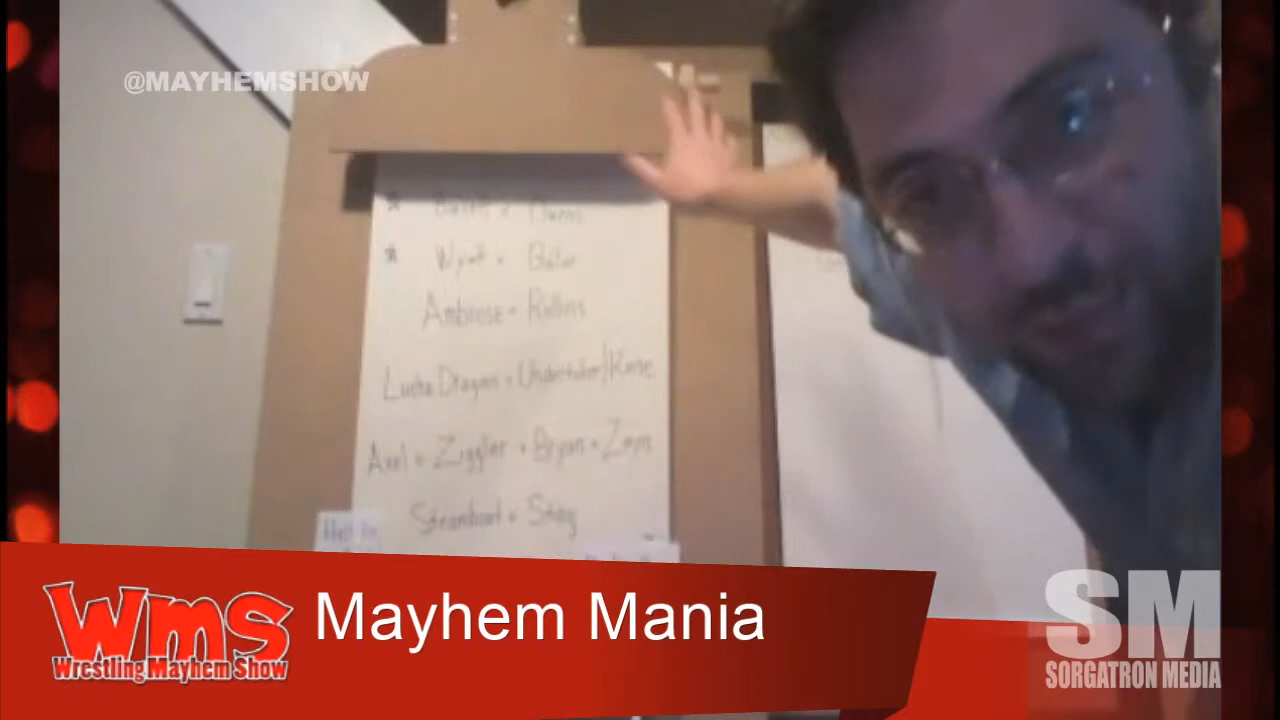 @MAYHEMSHOW
Wyatt - Balor
Ambrose - Rollins
Lucha Dragons - Undertaker/Kane
Axel - Ziggler - Bryan - Zayn
Steamboat - Sting
Wms
Wrestling Mayhem Show
Mayhem Mania
SM
SORGATRON MEDIA